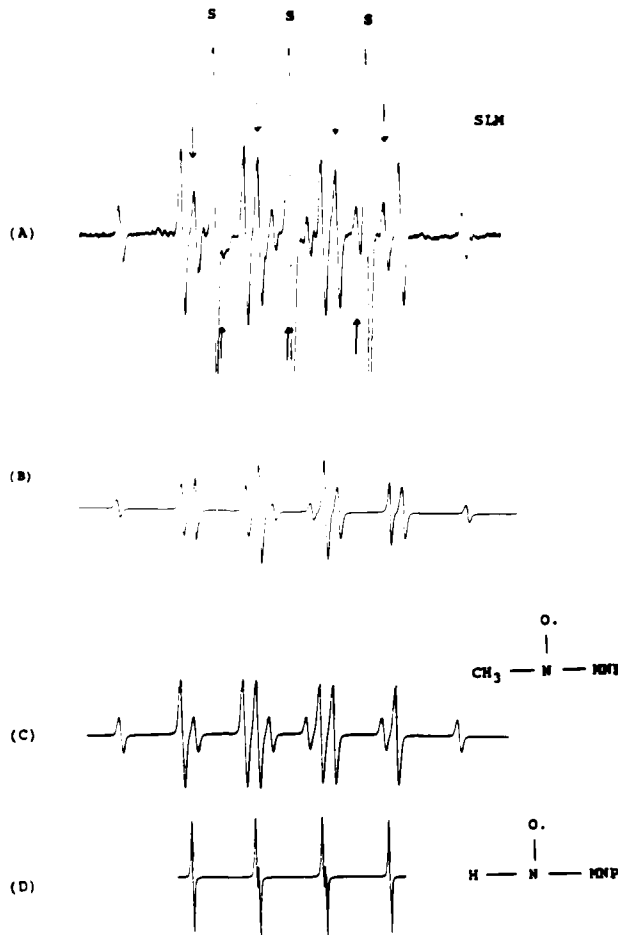 S S S
SLM
(A)
(B)
O.
CH3 — N — MNP
(C)
O.
H — N — MNP
(D)